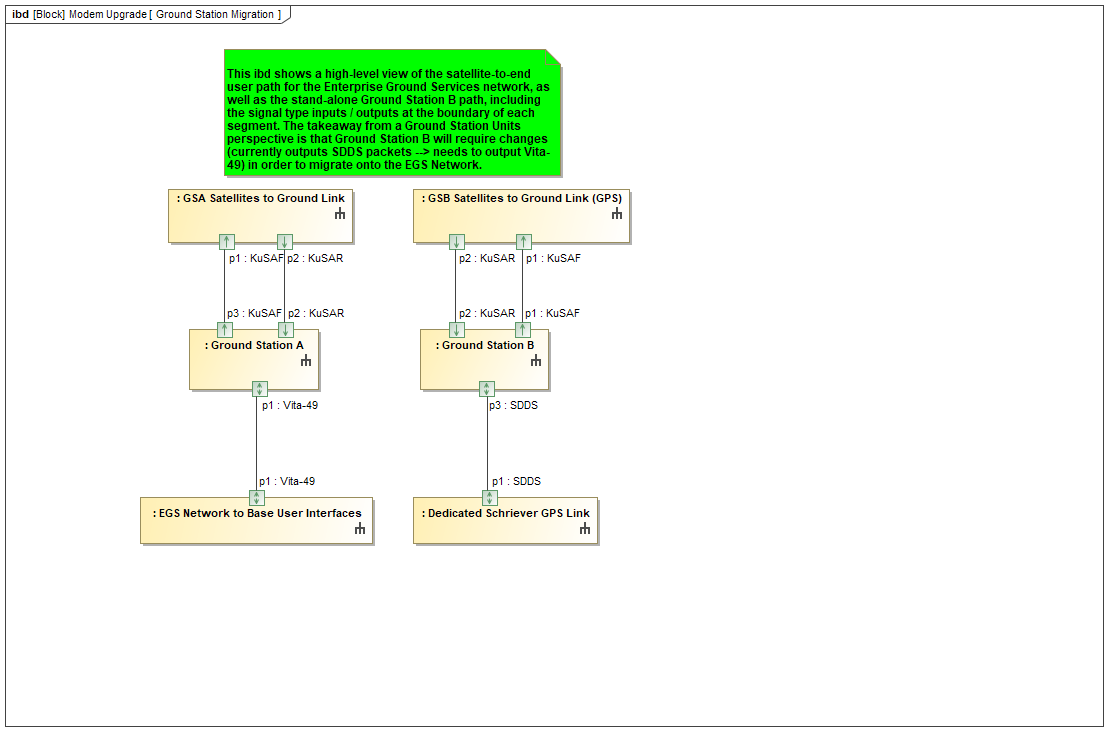 ibd [Block] Modem Upgrade [ Ground Station Migration ]
This ibd shows a high-level view of the satellite-to-end
user path for the Enterprise Ground Services network, as
well as the stand-alone Ground Station B path, including
the signal type inputs / outputs at the boundary of each
segment. The takeaway from a Ground Station Units
perspective is that Ground Station B will require changes
(currently outputs SDDS packets --> needs to output Vita-
49) in order to migrate onto the EGS Network.
: GSA Satellites to Ground Link
: GSB Satellites to Ground Link (GPS)
p1 : KuSAF
p2 : KuSAR
p2 : KuSAR
p1 : KuSAF
p3 : KuSAF
p2 : KuSAR
p2 : KuSAR
p1 : KuSAF
: Ground Station A
: Ground Station B
p1 : Vita-49
p3 : SDDS
p1 : Vita-49
p1 : SDDS
: EGS Network to Base User Interfaces
: Dedicated Schriever GPS Link